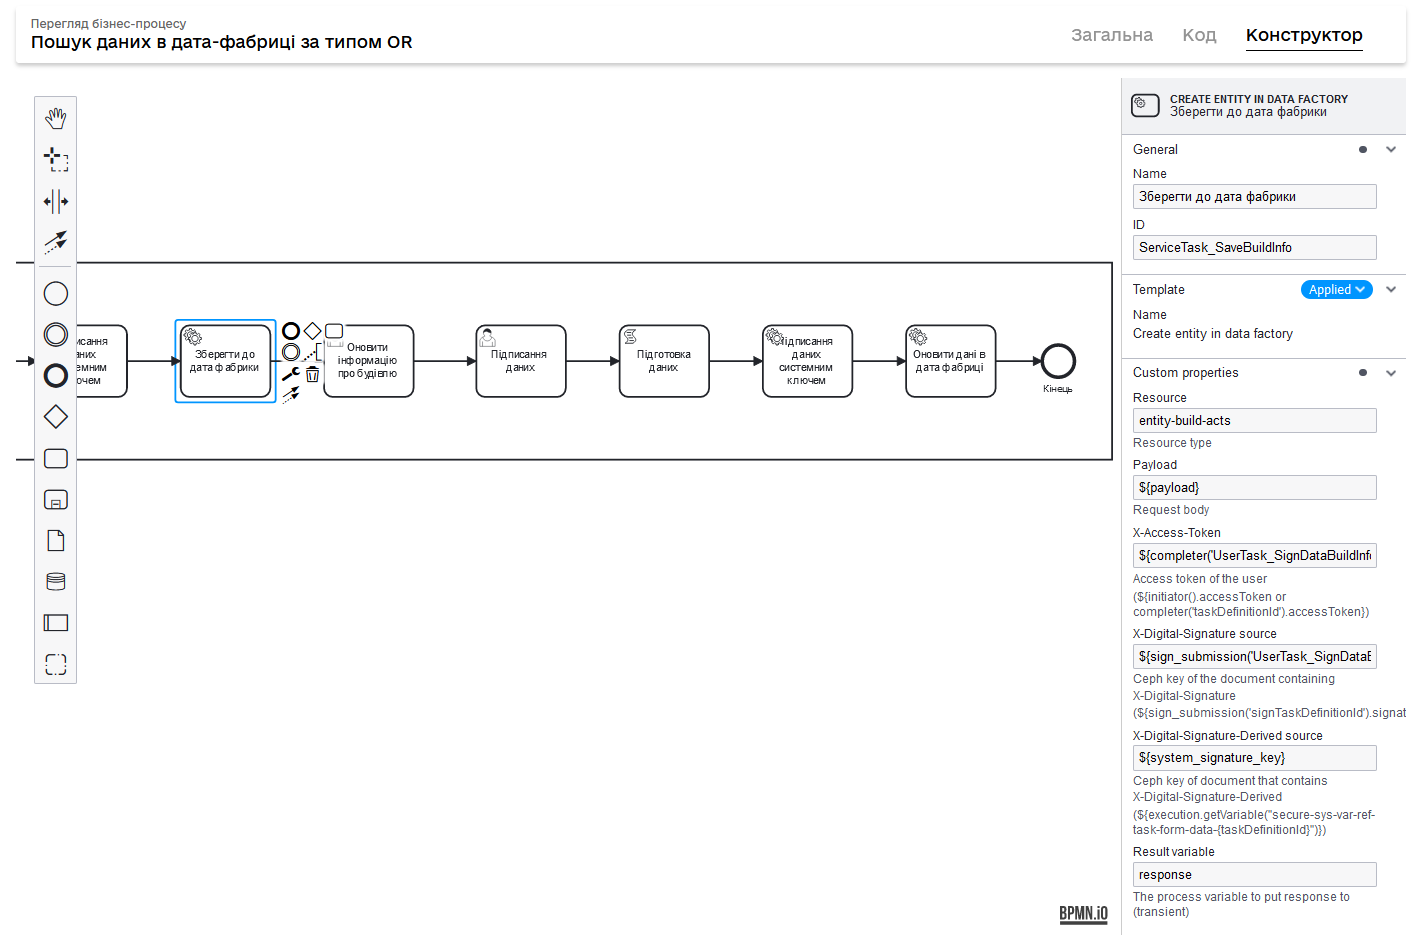 Перегляд бізнес-процесу
Пошук даних в дата-фабриці за типом OR
Загальна
Код
Конструктор
Зберегти до
дата фабрики
Оновити
інформацію
про будівлю
Підписання
даних
Підготовка
даних
даних
системним
ключем
Оновити дані в
дата фабриці
Кінець
BPMN.iO
CREATE ENTITY IN DATA FACTORY
Зберегти до дата фабрики
General
Name
Зберегти до дата фабрики
ID
ServiceTask_SaveBuildInfo
Template
Applied
Name
Create entity in data factory
Custom properties
Resource
entity-build-acts
Resource type
Payload
${payload}
Request body
X-Access-Token
${completer('UserTask_SignDataBuildInf
Access token of the user
(${initiator().accessToken or
completer('taskDefinitionId').accessToken})
X-Digital-Signature source
${sign_submission('UserTask_SignDataB
Ceph key of the document containing
X-Digital-Signature
(${sign_submission('signTaskDefinitionId').signat
X-Digital-Signature-Derived source
${system_signature_key}
Ceph key of document that contains
X-Digital-Signature-Derived
(${execution.getVariable("secure-sys-var-ref-
task-form-data-{taskDefinitionId}")})
Result variable
response
The process variable to put response to
(transient)